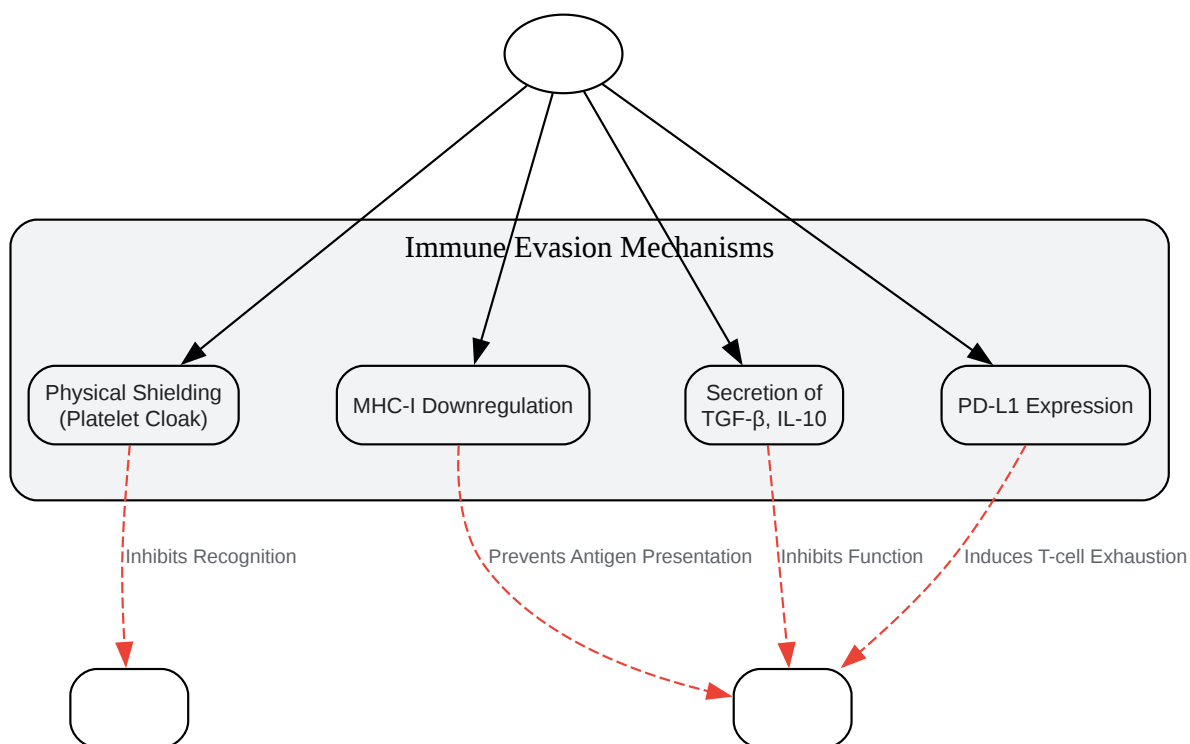 Immune Evasion Mechanisms
Physical Shielding
(Platelet Cloak)
MHC-I Downregulation
Secretion of
TGF-β, IL-10
PD-L1 Expression
Inhibits Recognition
Prevents Antigen Presentation
Inhibits Function
Induces T-cell Exhaustion